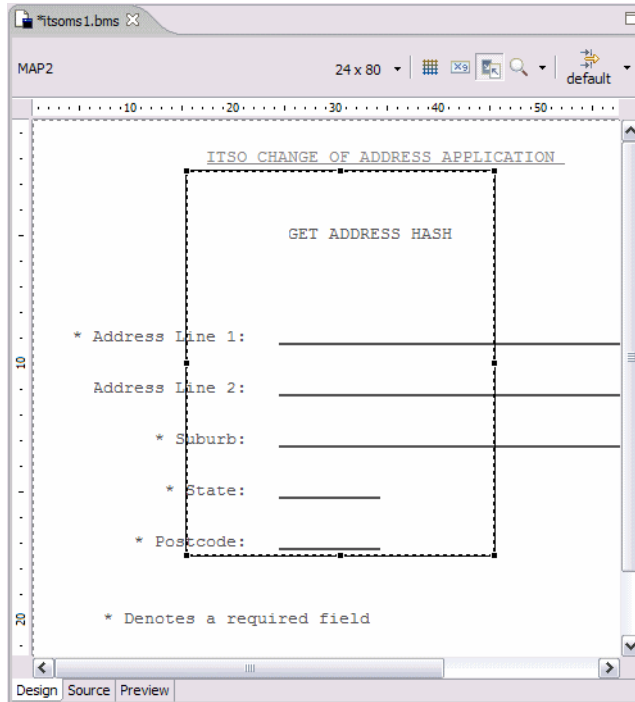 *itsoms1.bms
MAP2
24 x 80
default
10 20 30 40 50
ITSO CHANGE OF ADDRESS APPLICATION
GET ADDRESS HASH
* Address Line 1:
10
Address Line 2:
* Suburb:
* State:
* Postcode:
20
* Denotes a required field
Design Source Preview